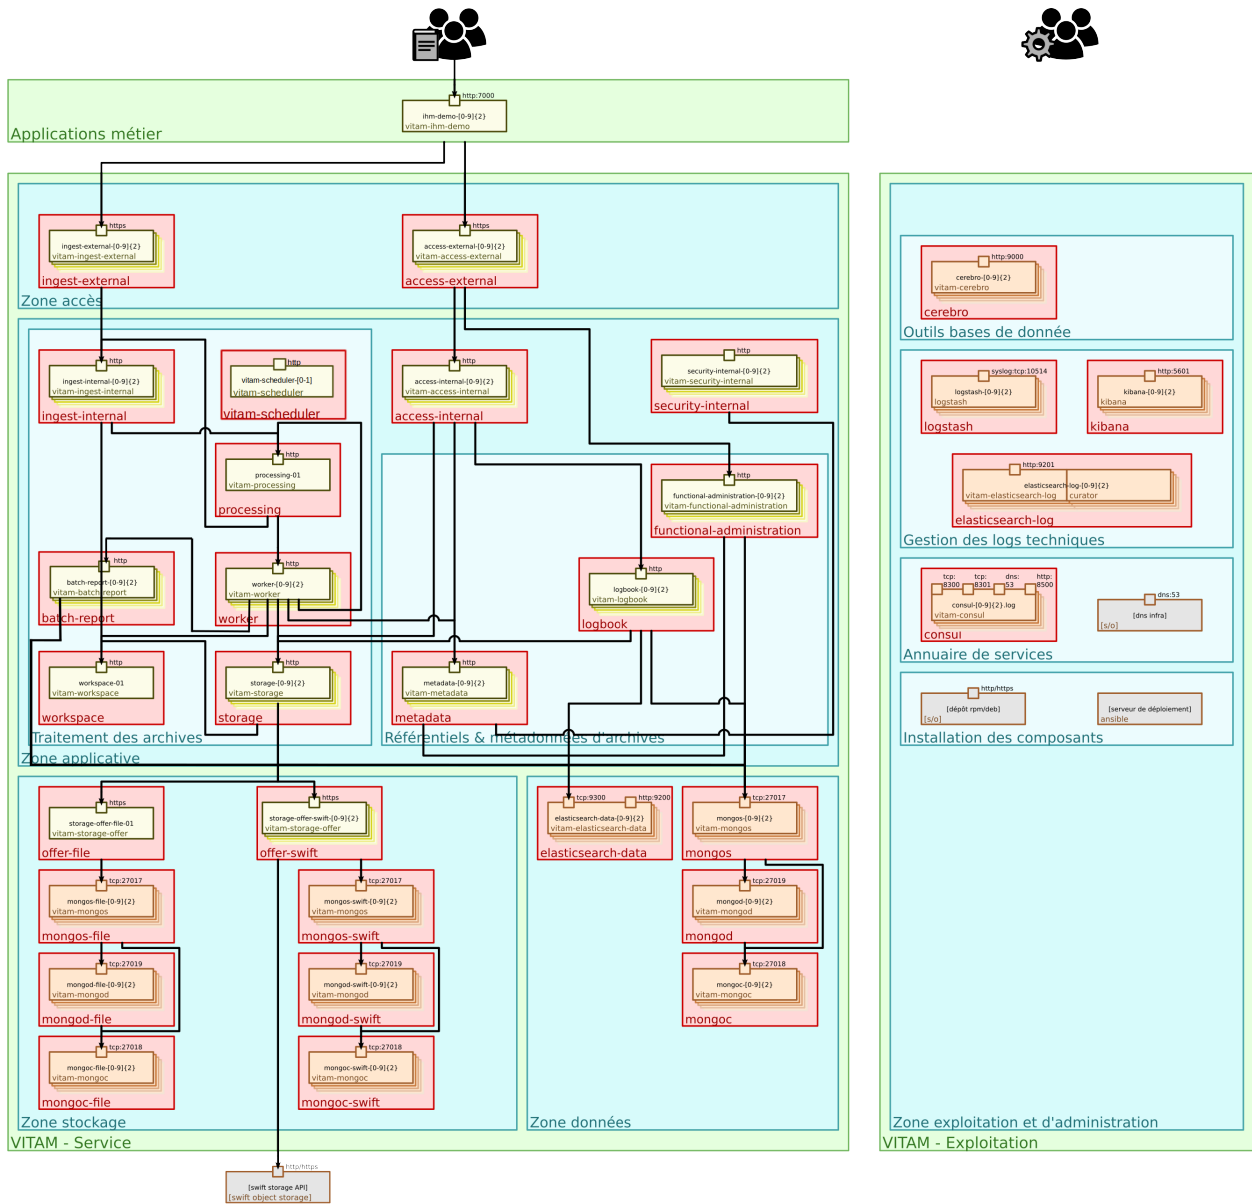 http:7000
ihm-demo-[0-9]{2}
vitam-ihm-demo
Applications métier
https
ingest-external-[0-9]{2}
vitam-ingest-external
ingest-external
https
access-external-[0-9]{2}
vitam-access-external
access-external
Zone accès
http
ingest-internal-[0-9]{2}
vitam-ingest-internal
ingest-internal
http
vitam-scheduler-[0-1]
vitam-scheduler
vitam-scheduler
http
access-internal-[0-9]{2}
vitam-access-internal
access-internal
http
security-internal-[0-9]{2}
vitam-security-internal
security-internal
http
processing-01
vitam-processing
processing
http
functional-administration-[0-9]{2}
vitam-functional-administration
functional-administration
http
batch-report-[0-9]{2}
vitam-batch-report
batch-report
http
worker-[0-9]{2}
vitam-worker
worker
http
logbook-[0-9]{2}
vitam-logbook
logbook
http
workspace-01
vitam-workspace
workspace
http
storage-[0-9]{2}
vitam-storage
storage
http
metadata-[0-9]{2}
vitam-metadata
metadata
Traitement des archives
Référentiels & métadonnées d'archives
Zone applicative
https
storage-offer-file-01
vitam-storage-offer
offer-file
https
storage-offer-swift-[0-9]{2}
vitam-storage-offer
offer-swift
tcp:9300
http:9200
elasticsearch-data-[0-9]{2}
vitam-elasticsearch-data
elasticsearch-data
tcp:27017
mongos-[0-9]{2}
vitam-mongos
mongos
tcp:27017
mongos-file-[0-9]{2}
vitam-mongos
mongos-file
tcp:27017
mongos-swift-[0-9]{2}
vitam-mongos
mongos-swift
tcp:27019
mongod-[0-9]{2}
vitam-mongod
mongod
tcp:27019
mongod-file-[0-9]{2}
vitam-mongod
mongod-file
tcp:27019
mongod-swift-[0-9]{2}
vitam-mongod
mongod-swift
tcp:27018
mongoc-[0-9]{2}
vitam-mongoc
mongoc
tcp:27018
mongoc-file-[0-9]{2}
vitam-mongoc
mongoc-file
tcp:27018
mongoc-swift-[0-9]{2}
vitam-mongoc
mongoc-swift
Zone stockage
Zone données
VITAM - Service
http/https
[swift storage API]
[swift object storage]
http:9000
cerebro-[0-9]{2}
vitam-cerebro
cerebro
Outils bases de donnée
syslog:tcp:10514
logstash-[0-9]{2}
logstash
logstash
http:5601
kibana-[0-9]{2}
kibana
kibana
http:9201
elasticsearch-log-[0-9]{2}
vitam-elasticsearch-log
curator
elasticsearch-log
Gestion des logs techniques
tcp:
8300
tcp:
8301
dns:
53
http:
8500
consul-[0-9]{2}.log
vitam-consul
consul
dns:53
[dns infra]
[s/o]
Annuaire de services
http/https
[dépôt rpm/deb]
[s/o]
[serveur de déploiement]
ansible
Installation des composants
Zone exploitation et d'administration
VITAM - Exploitation